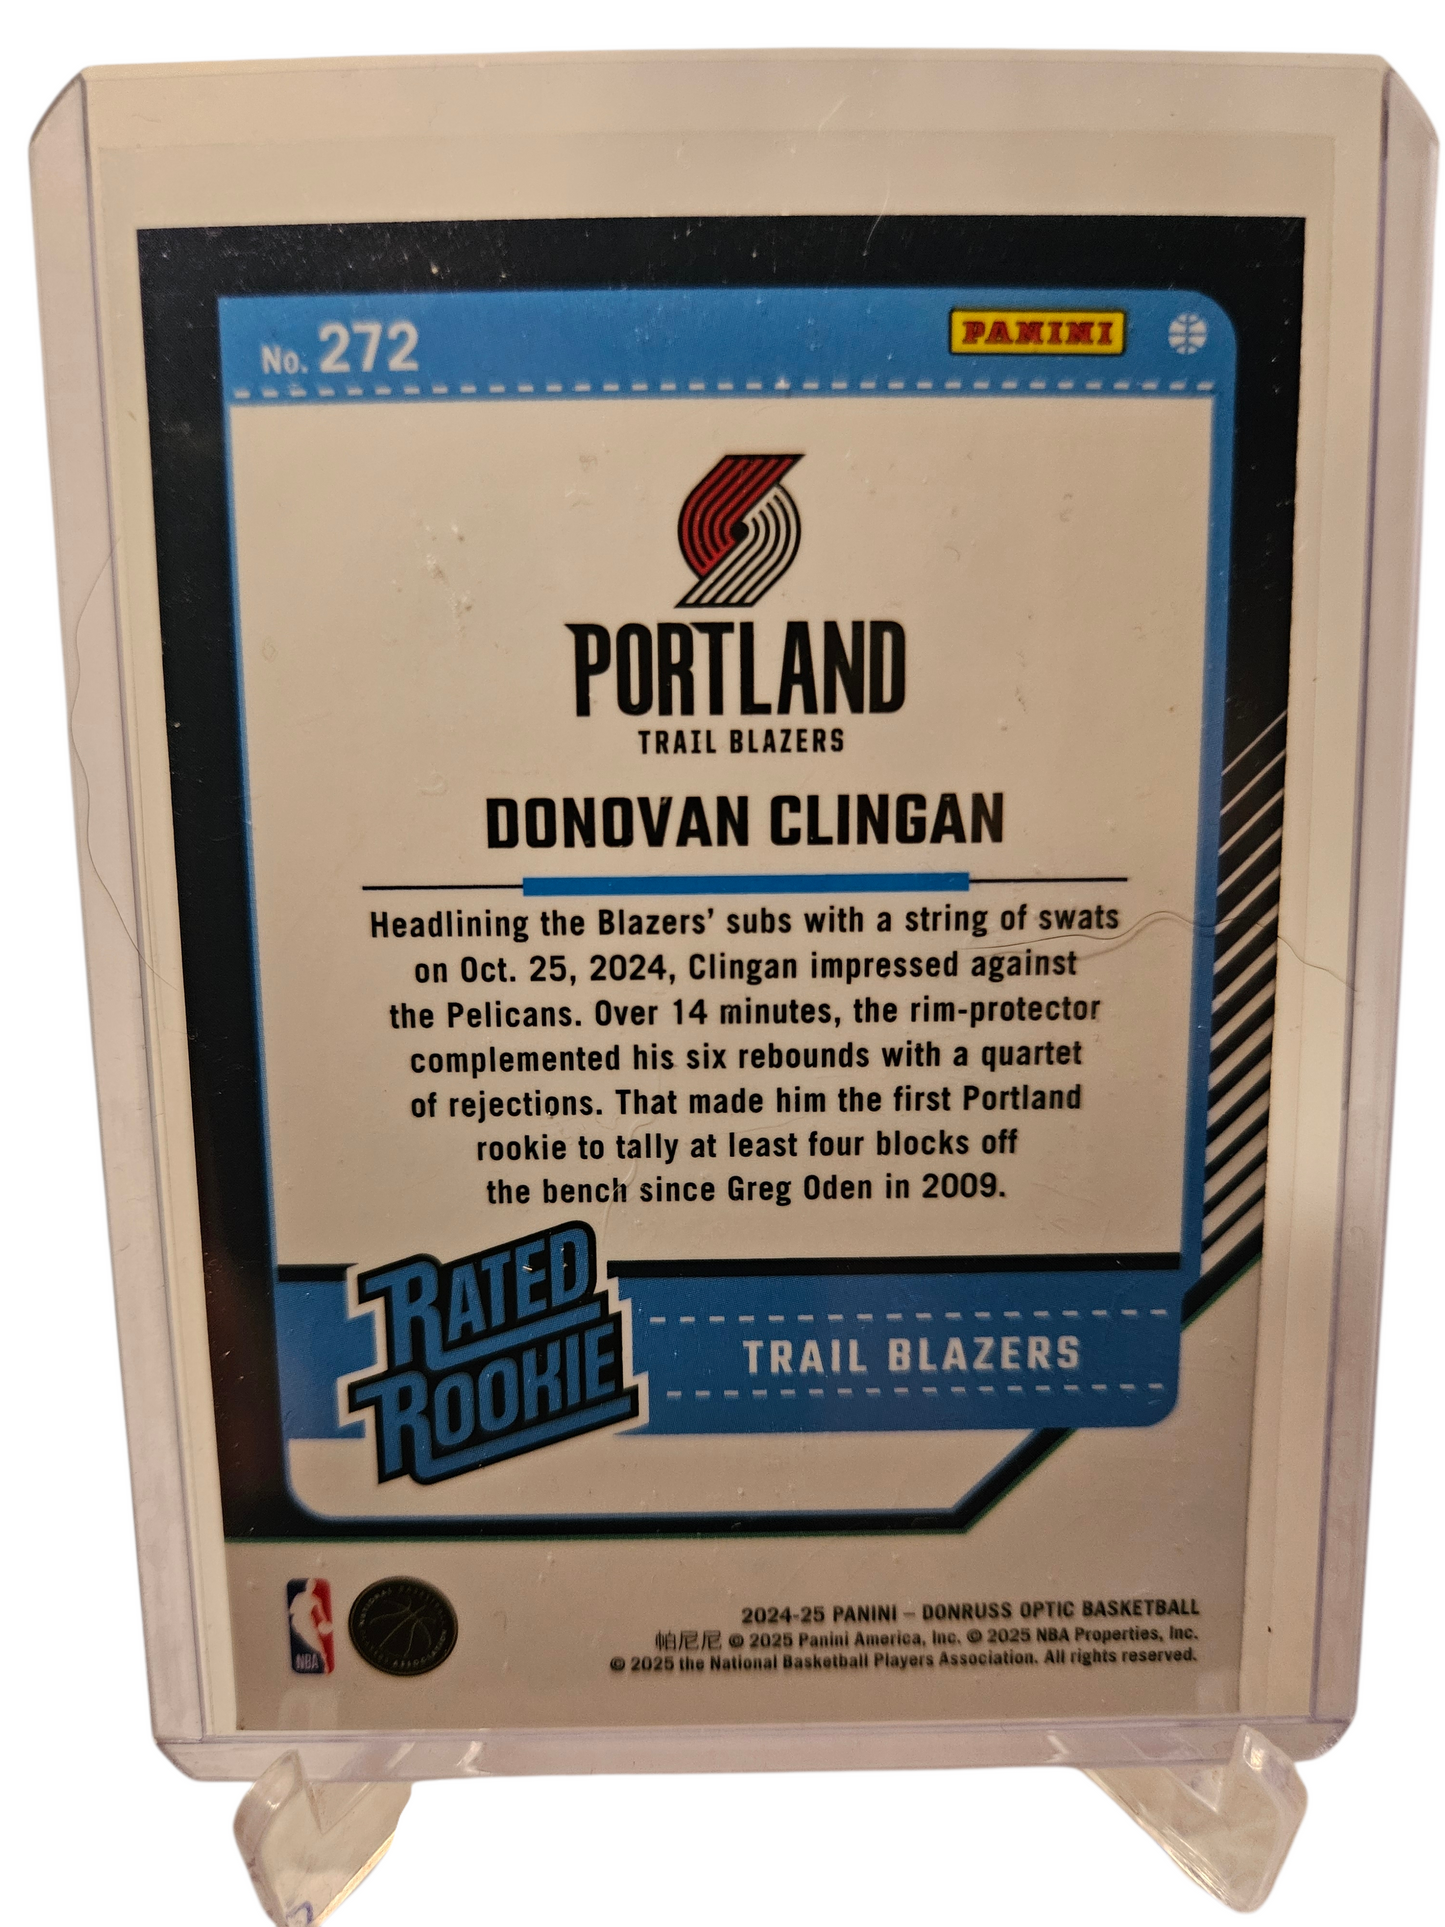 No. 272
PANINI
PORTLAND
TRAIL BLAZERS
DONOVAN CLINGAN
Headlining the Blazers' subs with a string of swats
on Oct. 25, 2024, Clingan impressed against
the Pelicans. Over 14 minutes, the rim-protector
complemented his six rebounds with a quartet
of rejections. That made him the first Portland
rookie to tally at least four blocks off
the bench since Greg Oden in 2009.
RATED
ROOKIE
TRAIL BLAZERS
NBA
2024-25 PANINI – DONRUSS OPTIC BASKETBALL
帕尼尼 © 2025 Panini America, Inc. © 2025 NBA Properties, Inc.
© 2025 the National Basketball Players Association. All rights reserved.